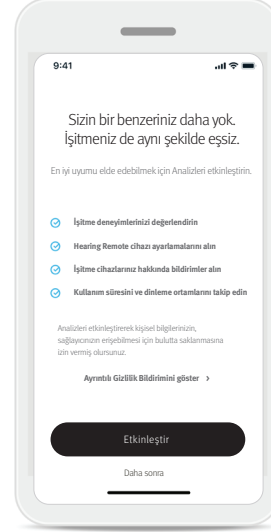 9:41
Sizin bir benzeriniz daha yok.
İşitmeniz de aynı şekilde eşsiz.
En iyi uyumu elde edebilmek için Analizleri etkinleştirin.
İşitme deneyimlerinizi değerlendirin
Hearing Remote cihazı ayarlamalarını alın
İşitme cihazlarınız hakkında bildirimler alın
Kullanım süresini ve dinleme ortamlarını takip edin
Analizleri etkinleştirerek kişisel bilgilerinizin,
sağlayıcınızın erişebilmesi için bulutta saklanmasına
izin vermiş olursunuz.
Ayrıntılı Gizlilik Bildirimini göster
Etkinleştir
Daha sonra